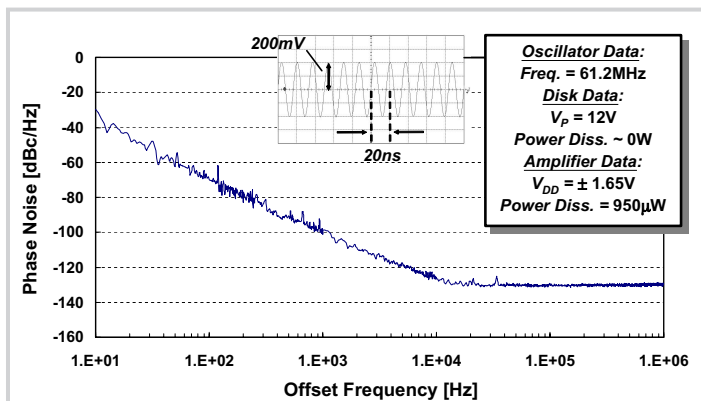 Phase Noise [dBc/Hz]
0
-20
-40
-60
-80
-100
-120
-140
-160
200mV
20ns
Oscillator Data:
Freq. = 61.2MHz
Disk Data:
VP = 12V
Power Diss. ~ 0W
Amplifier Data:
VDD = ± 1.65V
Power Diss. = 950μW
1.E+01 1.E+02 1.E+03 1.E+04 1.E+05 1.E+06
Offset Frequency [Hz]